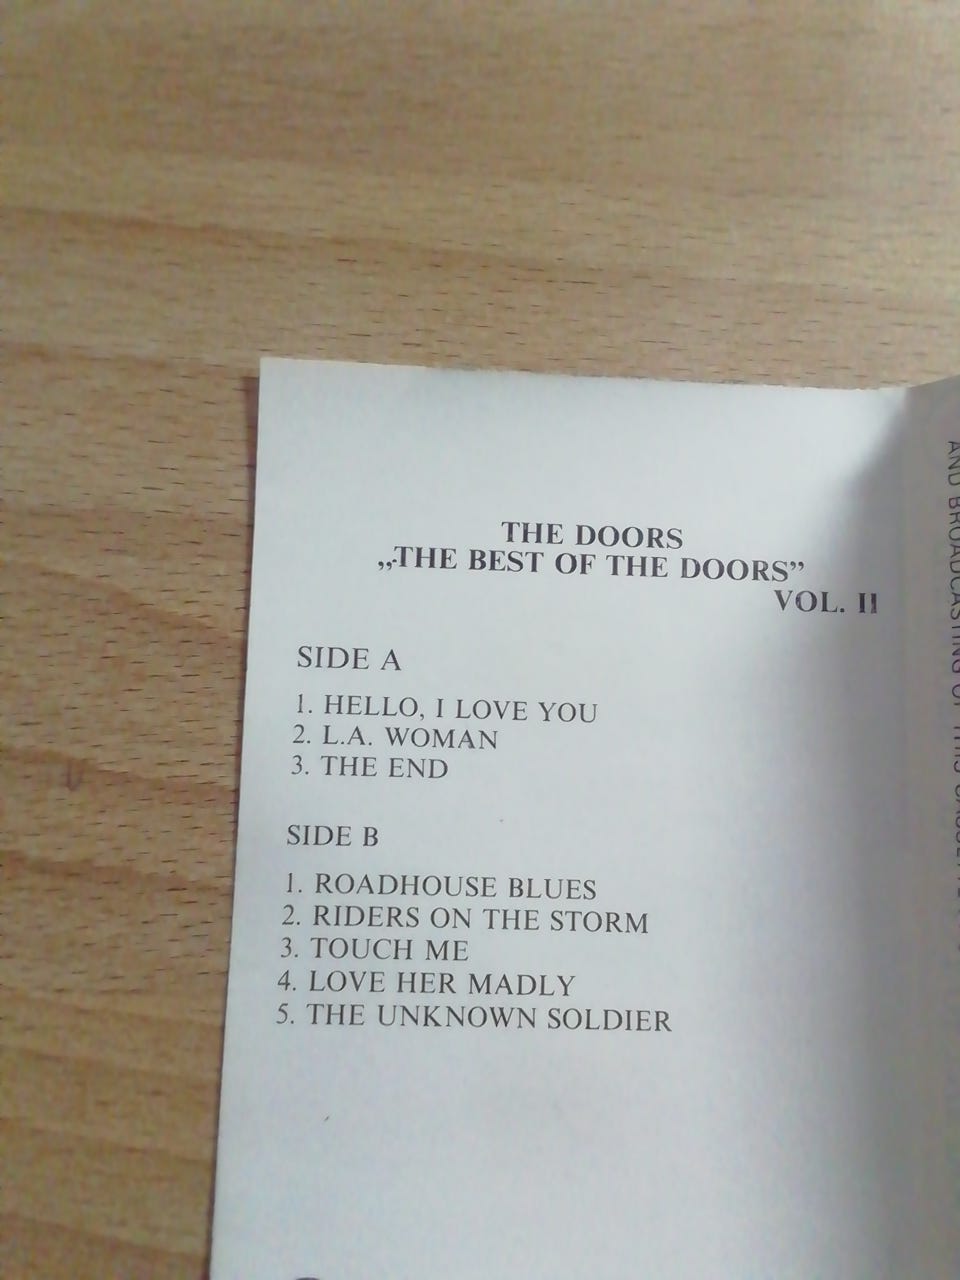 THE DOORS
„THE BEST OF THE DOORS”
VOL. II
SIDE A
1. HELLO, I LOVE YOU
2. L.A. WOMAN
3. THE END
SIDE B
1. ROADHOUSE BLUES
2. RIDERS ON THE STORM
3. TOUCH ME
4. LOVE HER MADLY
5. THE UNKNOWN SOLDIER
AND BROADCASTING OF THIS